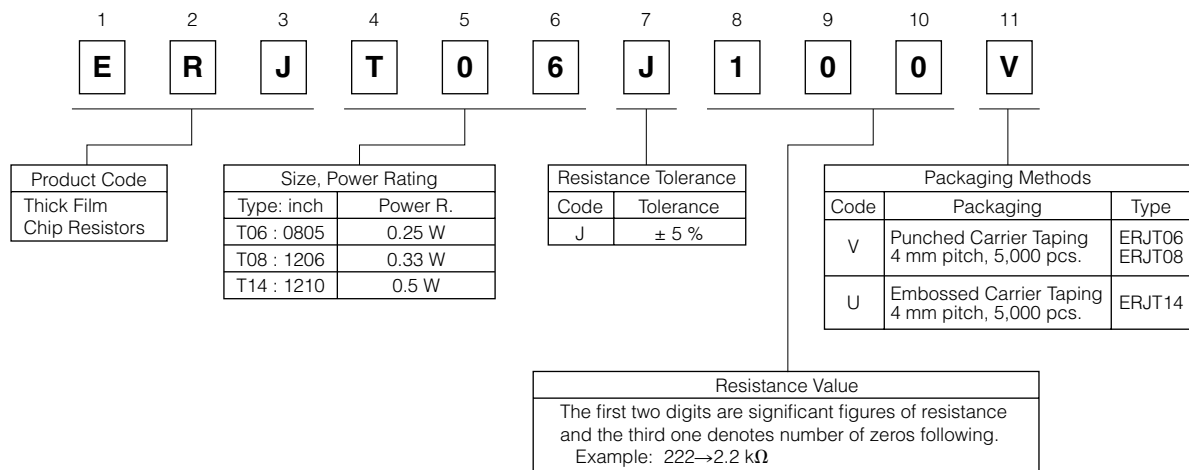 1 2 3 4 5 6 7 8 9 10 11
E R J T 0 6 J 1 0 0 V
Product Code
Thick Film
Chip Resistors
Size, Power Rating
Type: inch Power R.
T06 : 0805 0.25 W
T08 : 1206 0.33 W
T14 : 1210 0.5 W
Resistance Tolerance
Code Tolerance
J ± 5 %
Packaging Methods
Code Packaging Type
V Punched Carrier Taping ERJT06
4 mm pitch, 5,000 pcs. ERJT08
U Embossed Carrier Taping ERJT14
4 mm pitch, 5,000 pcs.
Resistance Value
The first two digits are significant figures of resistance
and the third one denotes number of zeros following.
Example: 222→2.2 kΩ